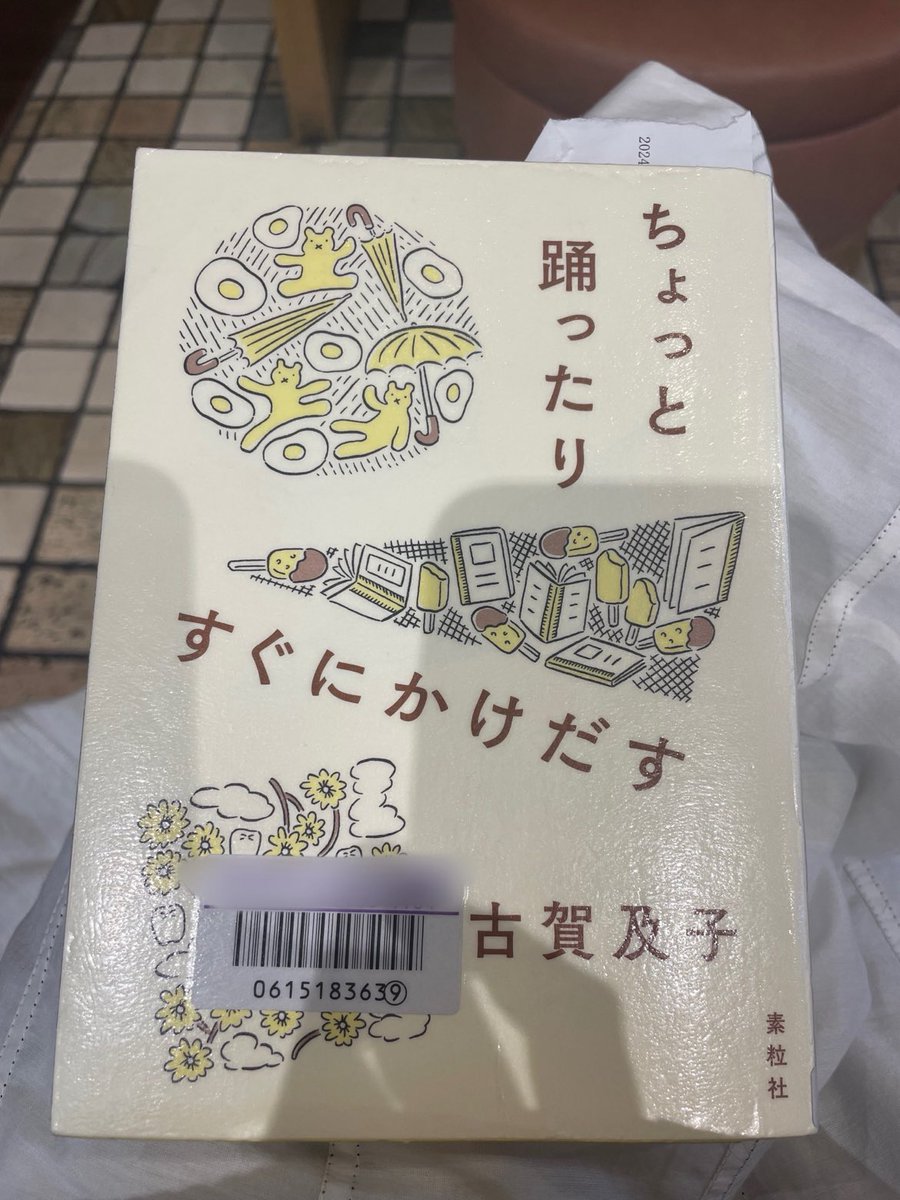 2024
ちょっと
踊ったり
すぐにかけだす
古賀及子
素粒社
0615183639